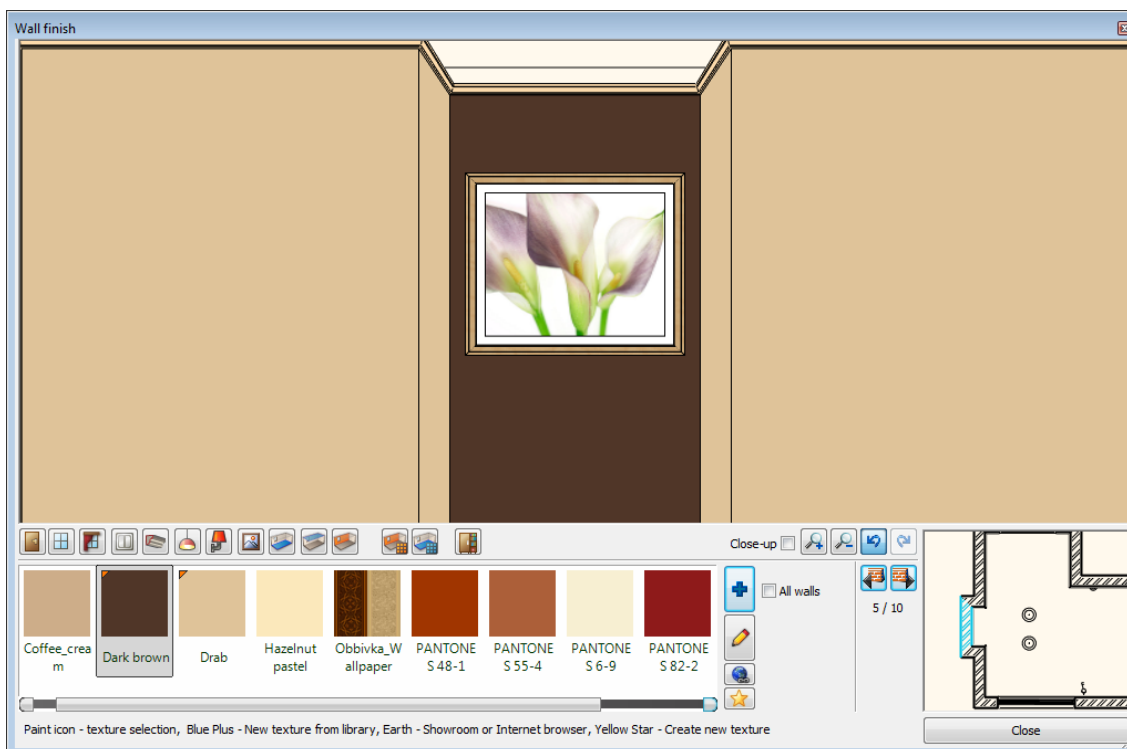 Wall finish
Close-up
All walls
5 / 10
Coffee_crea
m
Dark brown
Drab
Hazelnut
pastel
Obbivka_W
allpaper
PANTONE
S 48-1
PANTONE
S 55-4
PANTONE
S 6-9
PANTONE
S 82-2
Paint icon - texture selection,  Blue Plus - New texture from library, Earth - Showroom or Internet browser, Yellow Star - Create new texture
Close